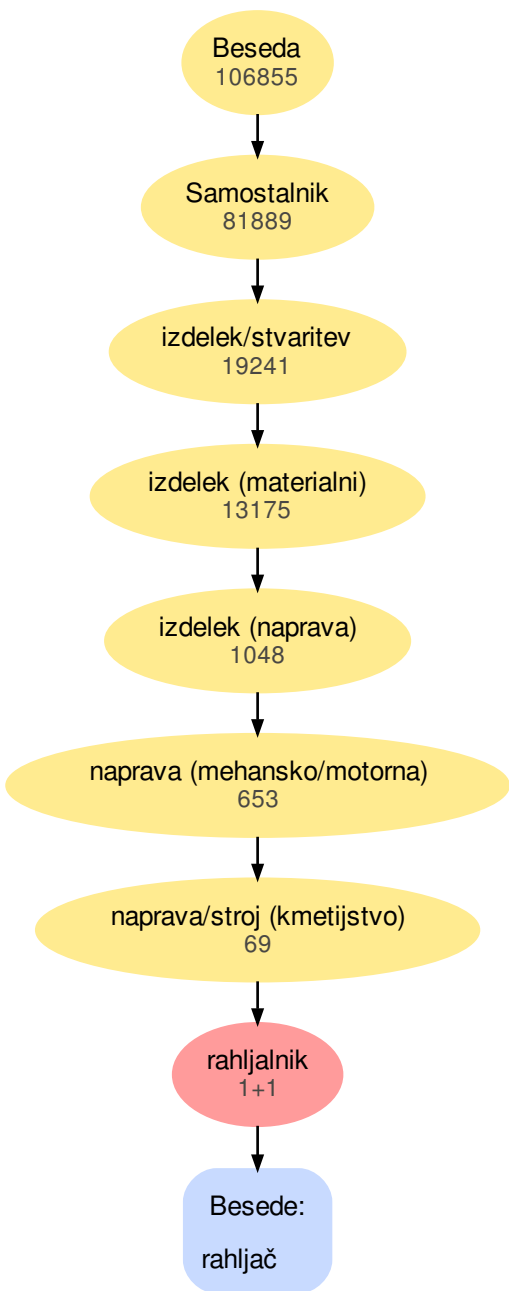 Beseda
106855
Samostalnik
81889
izdelek/stvaritev
19241
izdelek (materialni)
13175
izdelek (naprava)
1048
naprava (mehansko/motorna)
653
naprava/stroj (kmetijstvo)
69
rahljalnik
1+1
Besede:
rahljač